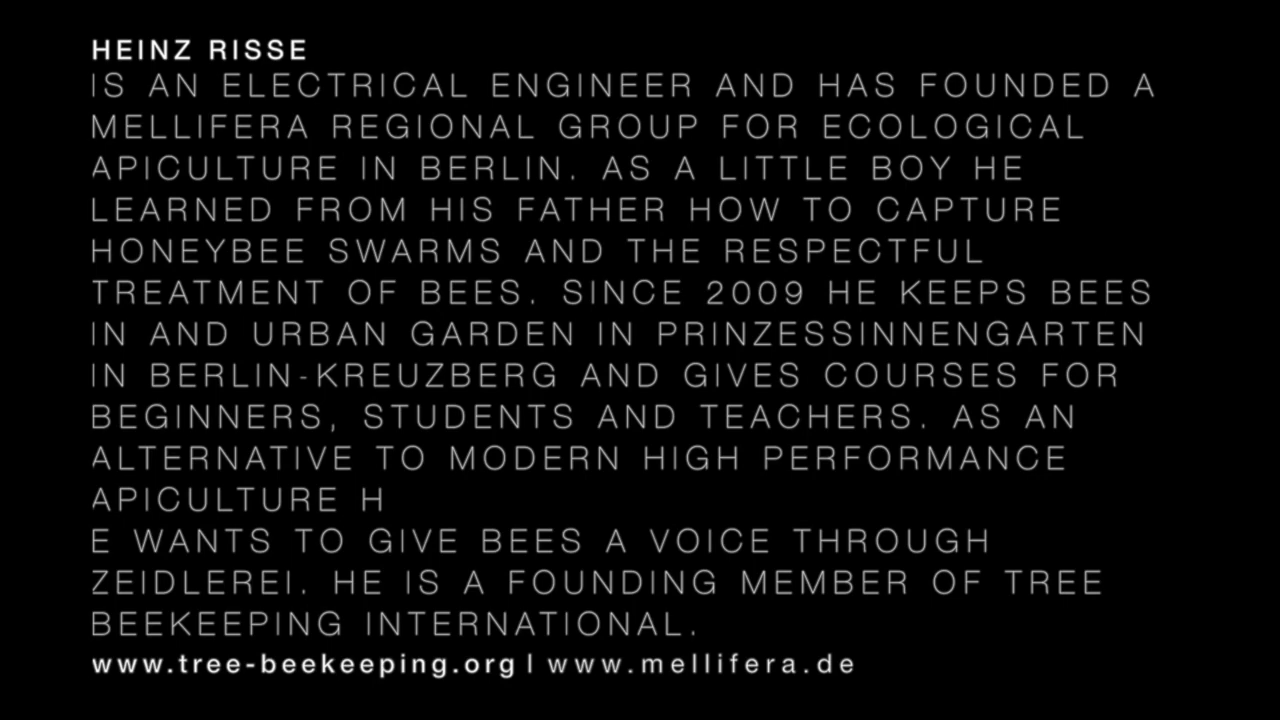 HEINZ RISSE
IS AN ELECTRICAL ENGINEER AND HAS FOUNDED A
MELLIFERA REGIONAL GROUP FOR ECOLOGICAL
APICULTURE IN BERLIN. AS A LITTLE BOY HE
LEARNED FROM HIS FATHER HOW TO CAPTURE
HONEYBEE SWARMS AND THE RESPECTFUL
TREATMENT OF BEES. SINCE 2009 HE KEEPS BEES
IN AND URBAN GARDEN IN PRINZESSINNENGARTEN
IN BERLIN-KREUZBERG AND GIVES COURSES FOR
BEGINNERS, STUDENTS AND TEACHERS. AS AN
ALTERNATIVE TO MODERN HIGH PERFORMANCE
APICULTURE H
E WANTS TO GIVE BEES A VOICE THROUGH
ZEIDLEREI. HE IS A FOUNDING MEMBER OF TREE
BEEKEEPING INTERNATIONAL.
www.tree-beekeeping.org | www.mellifera.de